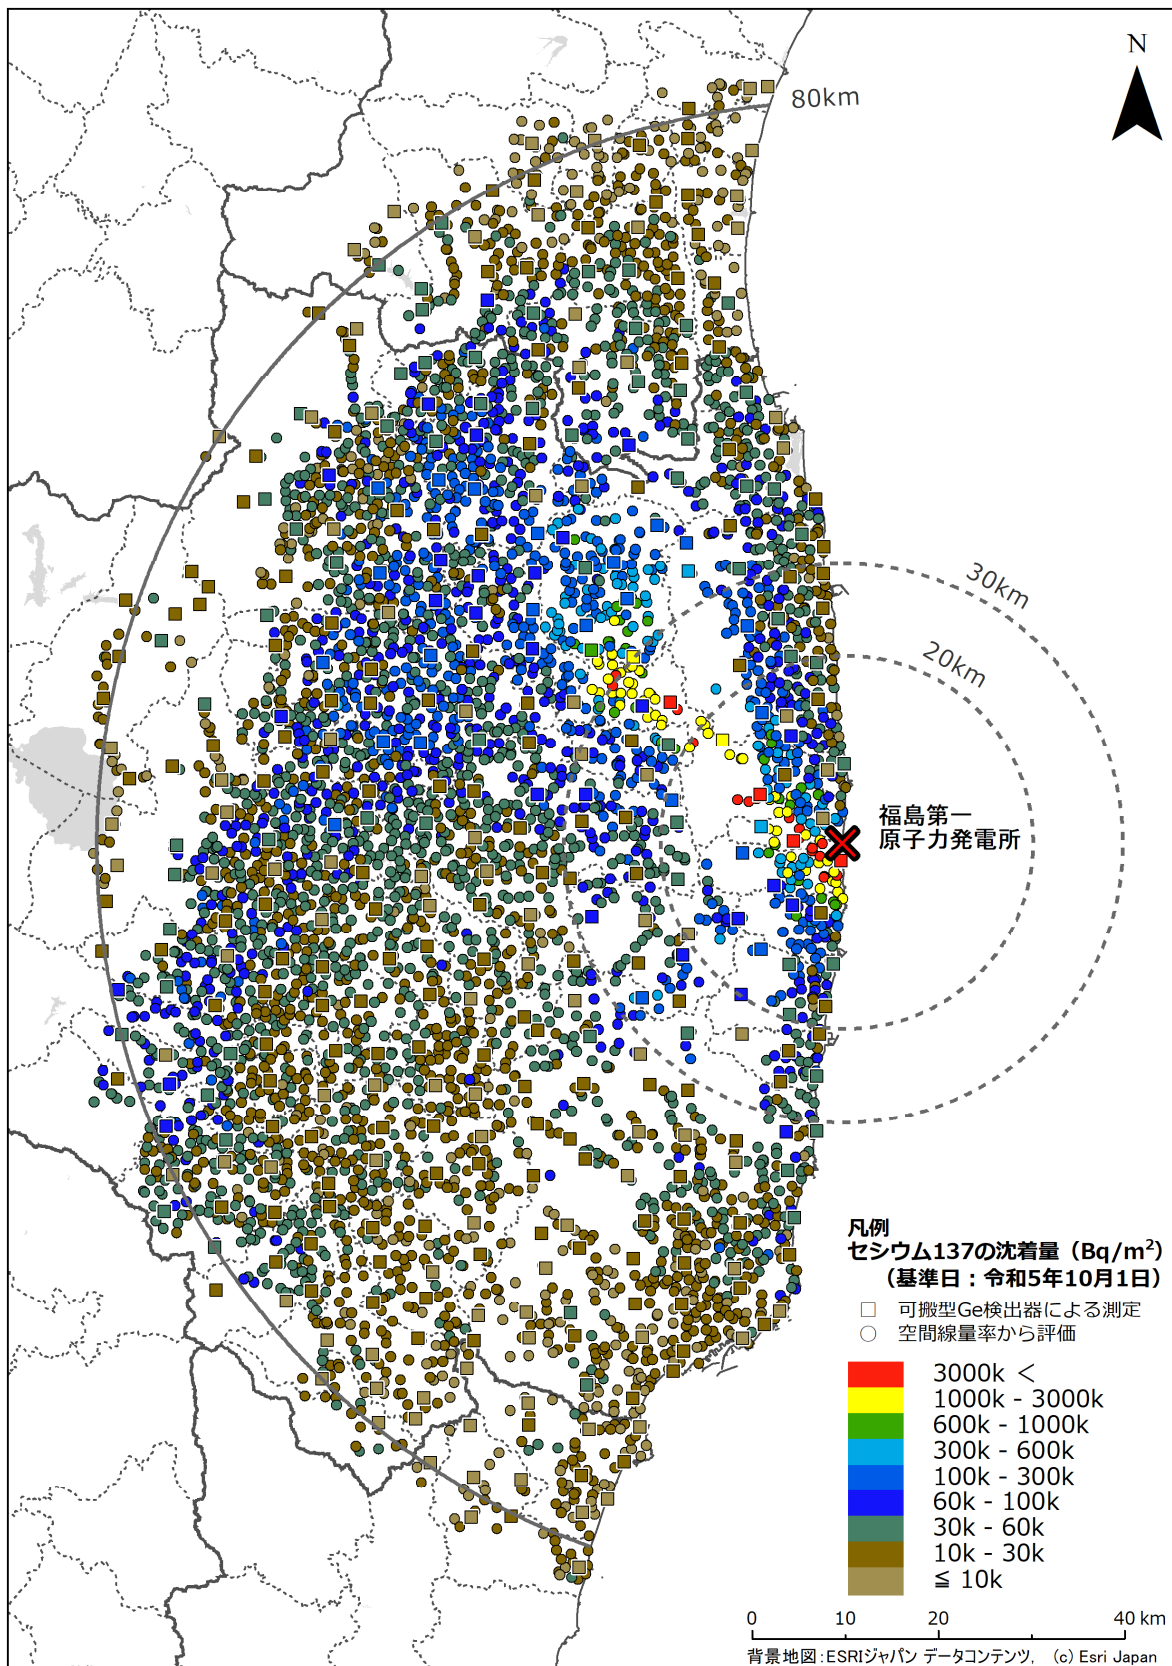 N
80km
30km
20km
福島第一
原子力発電所
凡例
セシウム137の沈着量（Bq/m²）
（基準日：令和5年10月1日）
□ 可搬型Ge検出器による測定
○ 空間線量率から評価
3000k ＜
1000k - 3000k
600k - 1000k
300k - 600k
100k - 300k
60k - 100k
30k - 60k
10k - 30k
≦ 10k
0 10 20 40 km
背景地図：ESRIジャパン データコンテンツ, (c) Esri Japan